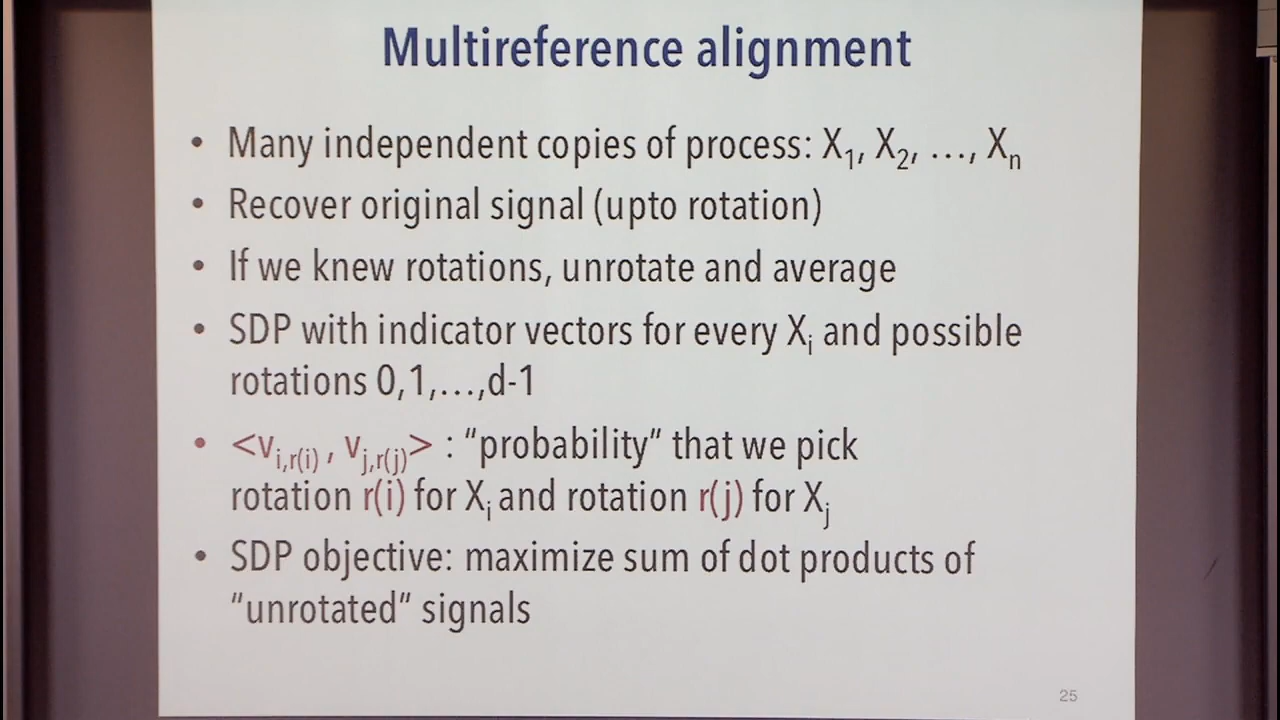 Multireference alignment
• Many independent copies of process: X₁, X₂, …, Xₙ
• Recover original signal (upto rotation)
• If we knew rotations, unrotate and average
• SDP with indicator vectors for every Xᵢ and possible
rotations 0,1,…,d-1
• <v_{i,r(i)} , v_{j,r(j)}> : “probability” that we pick
rotation r(i) for Xᵢ and rotation r(j) for Xⱼ
• SDP objective: maximize sum of dot products of
“unrotated” signals
25